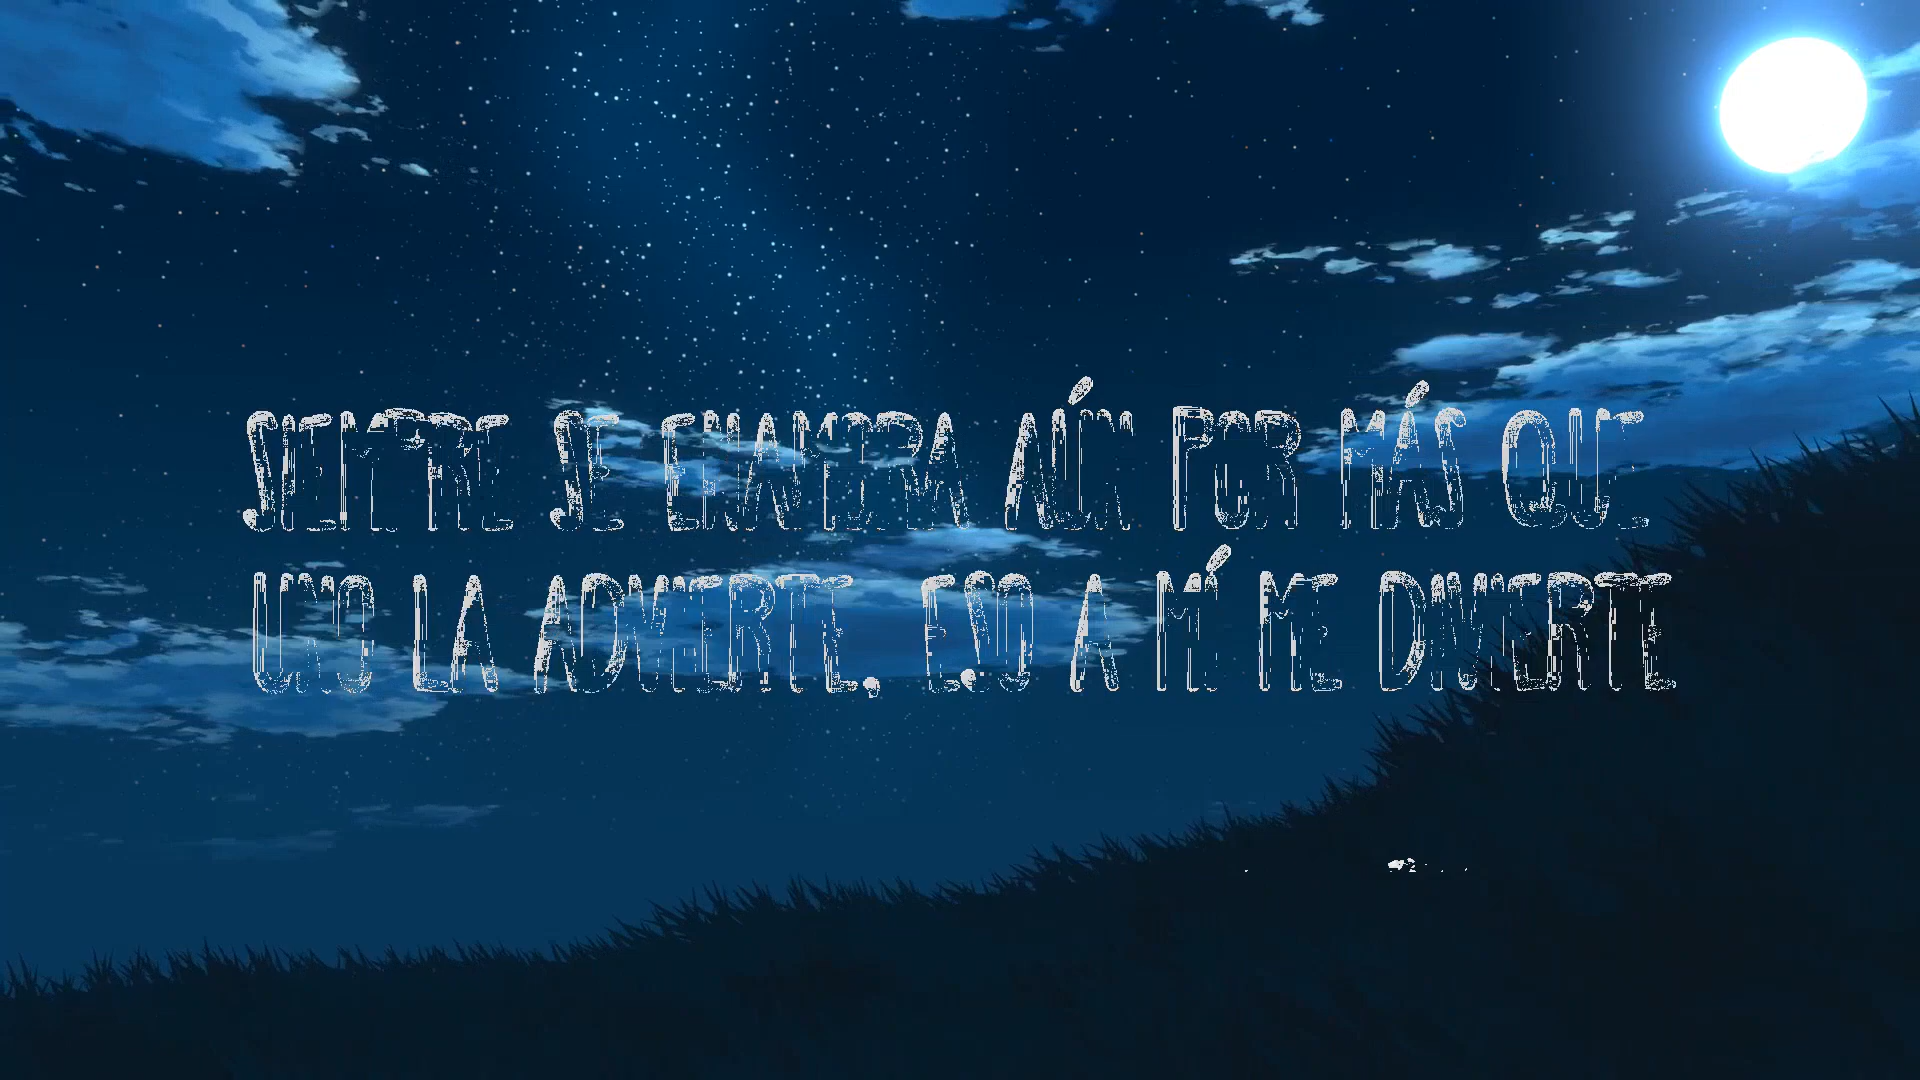 SIEMPRE SE ENAMORA AÚN POR MÁS QUE
UNO LA ADVIERTE, ESO A MÍ ME DIVIERTE